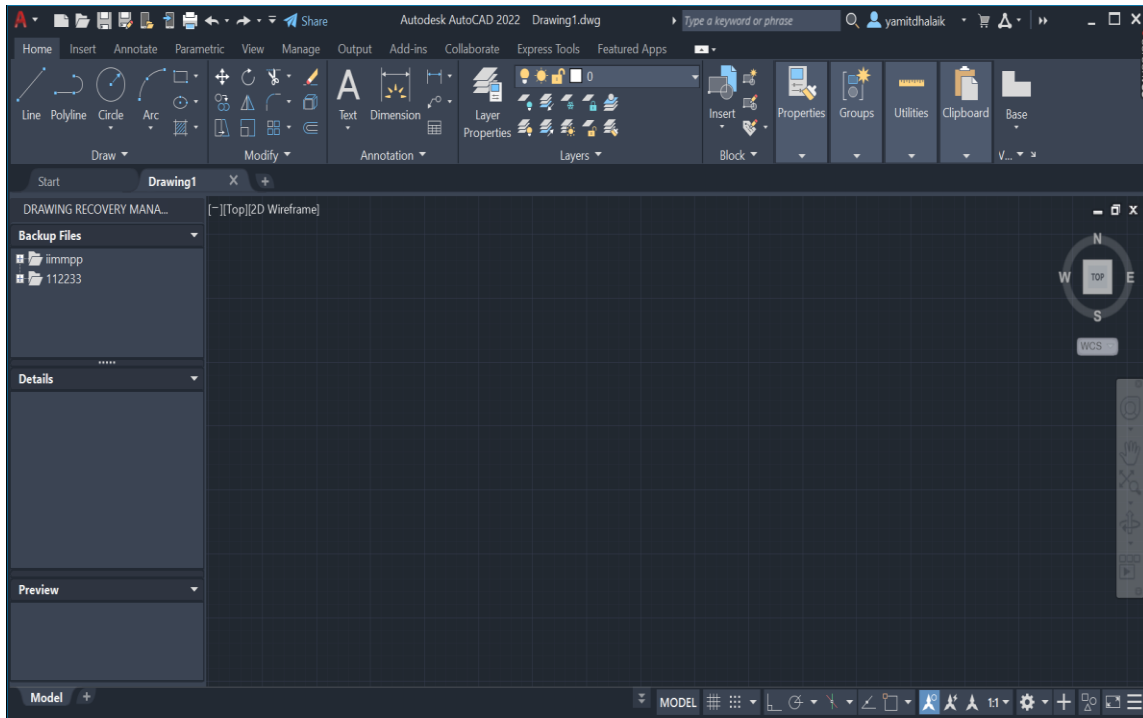 Share Autodesk AutoCAD 2022 Drawing1.dwg Type a keyword or phrase yamitdhalaik
Home Insert Annotate Parametric View Manage Output Add-ins Collaborate Express Tools Featured Apps
0
Line Polyline Circle Arc Text Dimension Layer Properties Insert Properties Groups Utilities Clipboard Base
Draw Modify Annotation Layers Block V...
Start Drawing1 X +
DRAWING RECOVERY MANA... [−][Top][2D Wireframe]
Backup Files
iimmpp
112233
N
W TOP E
S
WCS
Details
Preview
Model + MODEL 1:1